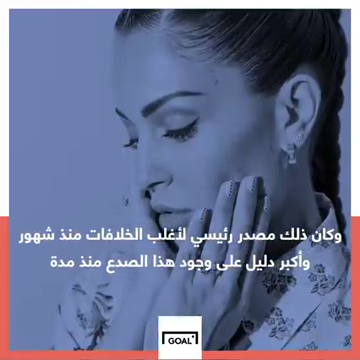 وكان ذلك مصدر رئيسي لأغلب الخلافات منذ شهور
وأكبر دليل على وجود هذا الصدع منذ مدة
GOAL